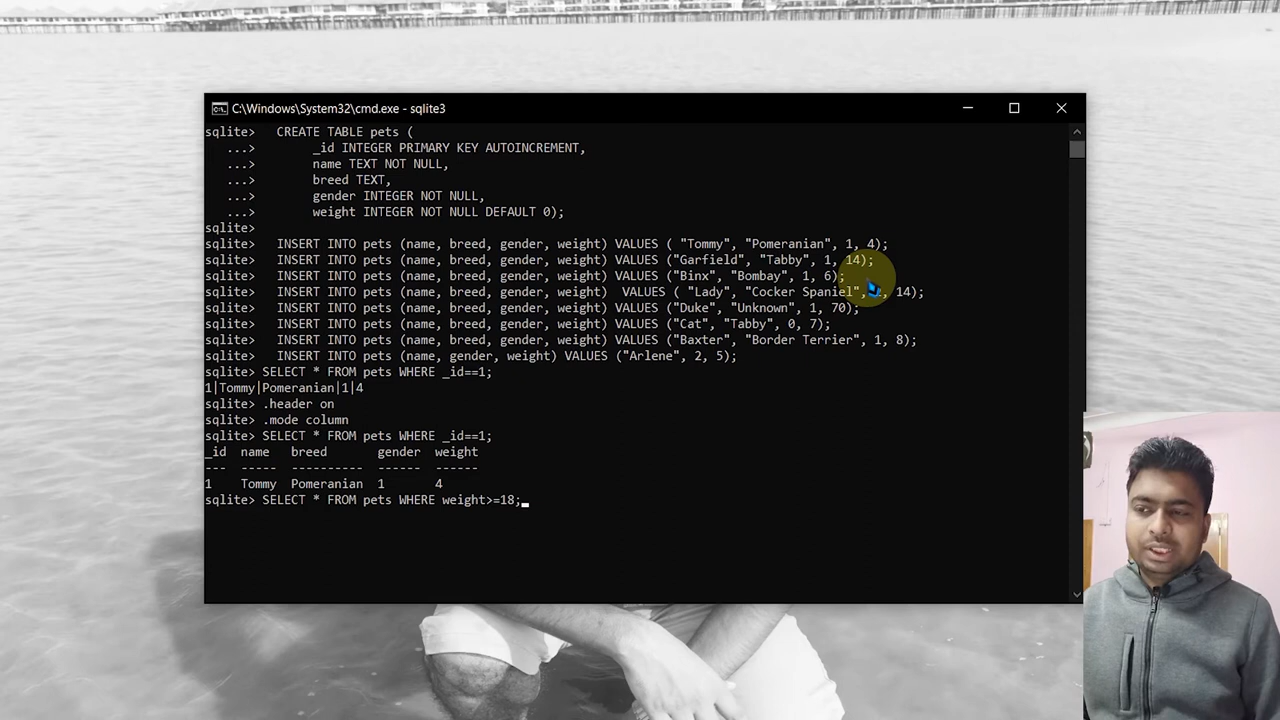 C:\Windows\System32\cmd.exe - sqlite3
sqlite>   CREATE TABLE pets (
   ...>        _id INTEGER PRIMARY KEY AUTOINCREMENT,
   ...>        name TEXT NOT NULL,
   ...>        breed TEXT,
   ...>        gender INTEGER NOT NULL,
   ...>        weight INTEGER NOT NULL DEFAULT 0);
sqlite>
sqlite>   INSERT INTO pets (name, breed, gender, weight) VALUES ( "Tommy", "Pomeranian", 1, 4);
sqlite>   INSERT INTO pets (name, breed, gender, weight) VALUES ("Garfield", "Tabby", 1, 14);
sqlite>   INSERT INTO pets (name, breed, gender, weight) VALUES ("Binx", "Bombay", 1, 6);
sqlite>   INSERT INTO pets (name, breed, gender, weight)  VALUES ( "Lady", "Cocker Spaniel", , 14);
sqlite>   INSERT INTO pets (name, breed, gender, weight) VALUES ("Duke", "Unknown", 1, 70);
sqlite>   INSERT INTO pets (name, breed, gender, weight) VALUES ("Cat", "Tabby", 0, 7);
sqlite>   INSERT INTO pets (name, breed, gender, weight) VALUES ("Baxter", "Border Terrier", 1, 8);
sqlite>   INSERT INTO pets (name, gender, weight) VALUES ("Arlene", 2, 5);
sqlite> SELECT * FROM pets WHERE _id==1;
1|Tommy|Pomeranian|1|4
sqlite> .header on
sqlite> .mode column
sqlite> SELECT * FROM pets WHERE _id==1;
_id  name   breed       gender  weight
---  -----  ----------  ------  ------
1    Tommy  Pomeranian  1       4
sqlite> SELECT * FROM pets WHERE weight>=18;